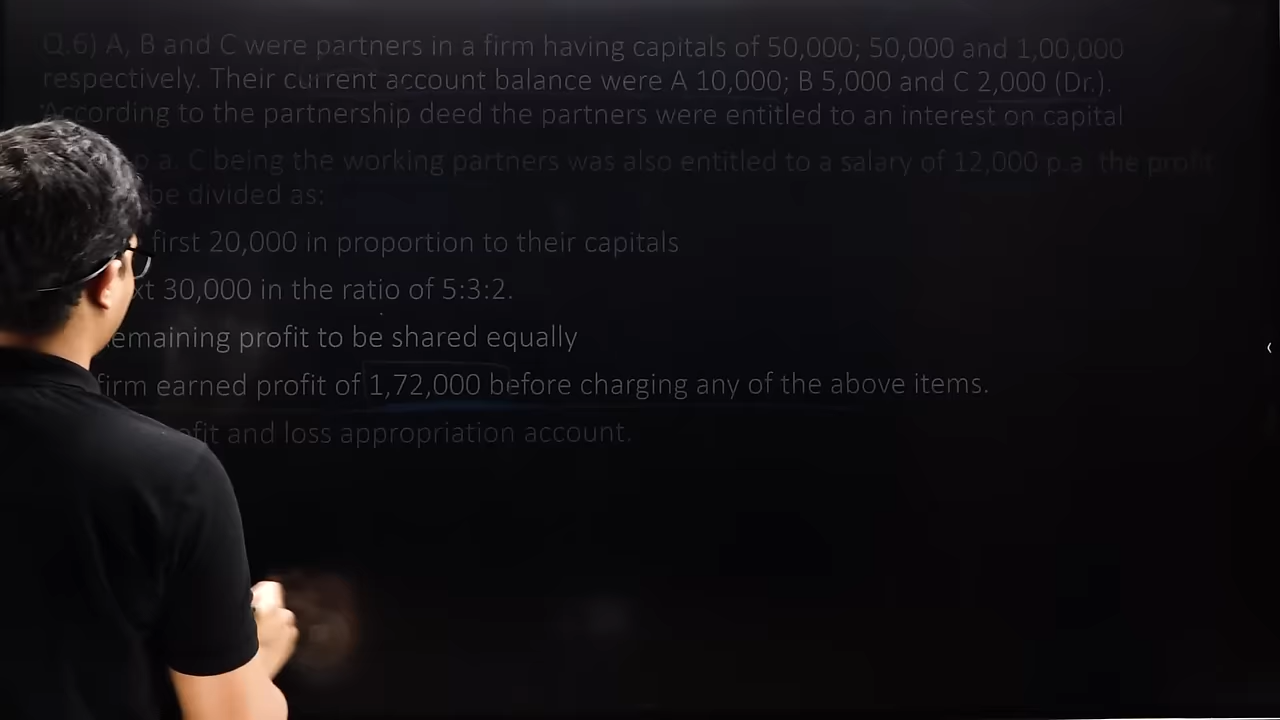 Q.6) A, B and C were partners in a firm having capitals of 50,000; 50,000 and 1,00,000
respectively. Their current account balance were A 10,000; B 5,000 and C 2,000 (Dr.).
According to the partnership deed the partners were entitled to an interest on capital
a. C being the working partners was also entitled to a salary of 12,000 p.a. the profit
be divided as:
first 20,000 in proportion to their capitals
30,000 in the ratio of 5:3:2.
remaining profit to be shared equally
firm earned profit of 1,72,000 before charging any of the above items.
and loss appropriation account.